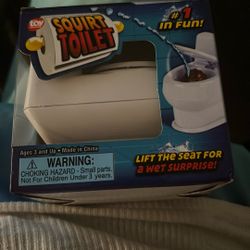 TOY
SQUIRT
TOILET
#1
IN FUN!
Ages 3 and Up • Made in China
WARNING:
CHOKING HAZARD - Small parts.
Not For Children Under 3 years.
LIFT THE SEAT FOR
A WET SURPRISE!